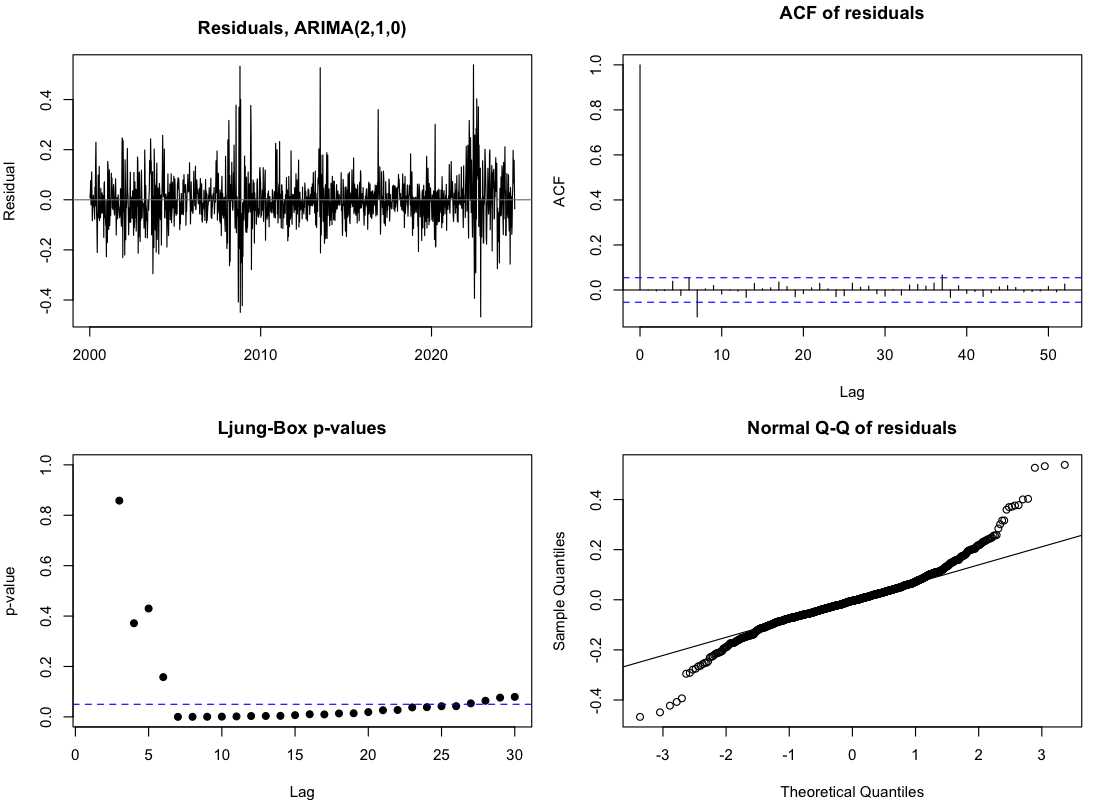 Residuals, ARIMA(2,1,0)
Residual
0.4
0.2
0.0
-0.2
-0.4
2000 2010 2020
ACF of residuals
ACF
1.0
0.8
0.6
0.4
0.2
0.0
0 10 20 30 40 50
Lag
Ljung-Box p-values
p-value
1.0
0.8
0.6
0.4
0.2
0.0
0 5 10 15 20 25 30
Lag
Normal Q-Q of residuals
Sample Quantiles
0.4
0.2
0.0
-0.2
-0.4
-3 -2 -1 0 1 2 3
Theoretical Quantiles